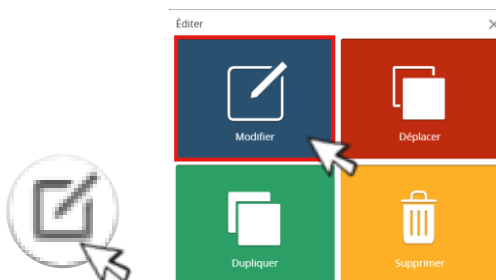 Éditer
Modifier
Déplacer
Dupliquer
Supprimer